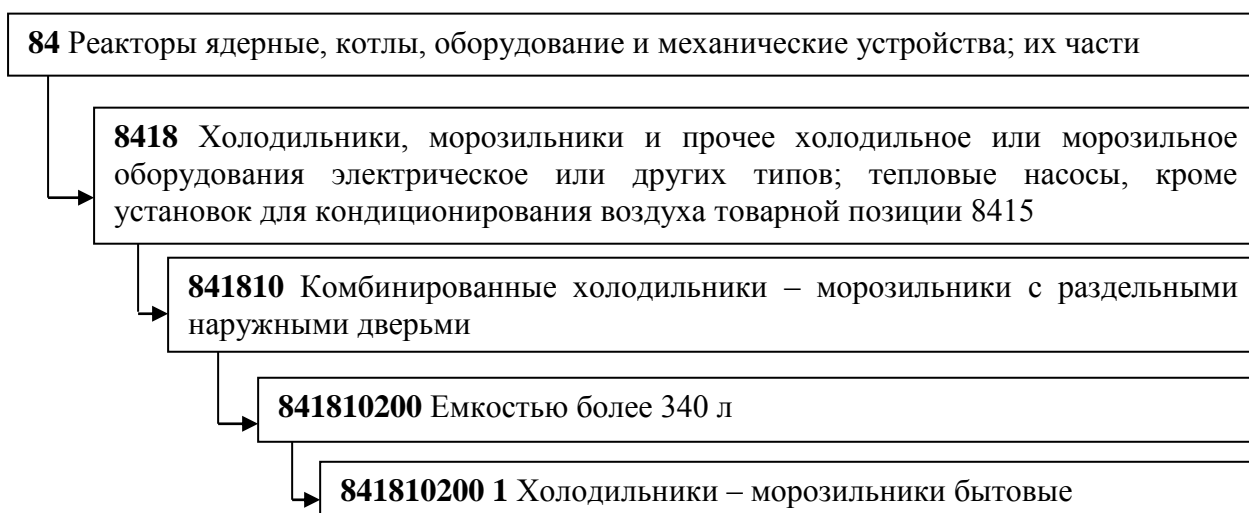 84 Реакторы ядерные, котлы, оборудование и механические устройства; их части
8418 Холодильники, морозильники и прочее холодильное или морозильное
оборудования электрическое или других типов; тепловые насосы, кроме
установок для кондиционирования воздуха товарной позиции 8415
841810 Комбинированные холодильники – морозильники с раздельными
наружными дверьми
841810200 Емкостью более 340 л
841810200 1 Холодильники – морозильники бытовые